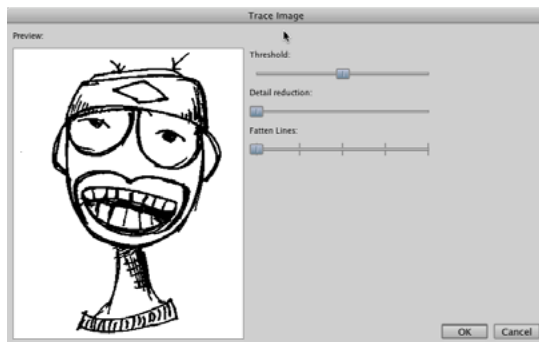 Trace Image
Preview:
Threshold:
Detail reduction:
Fatten Lines:
OK
Cancel